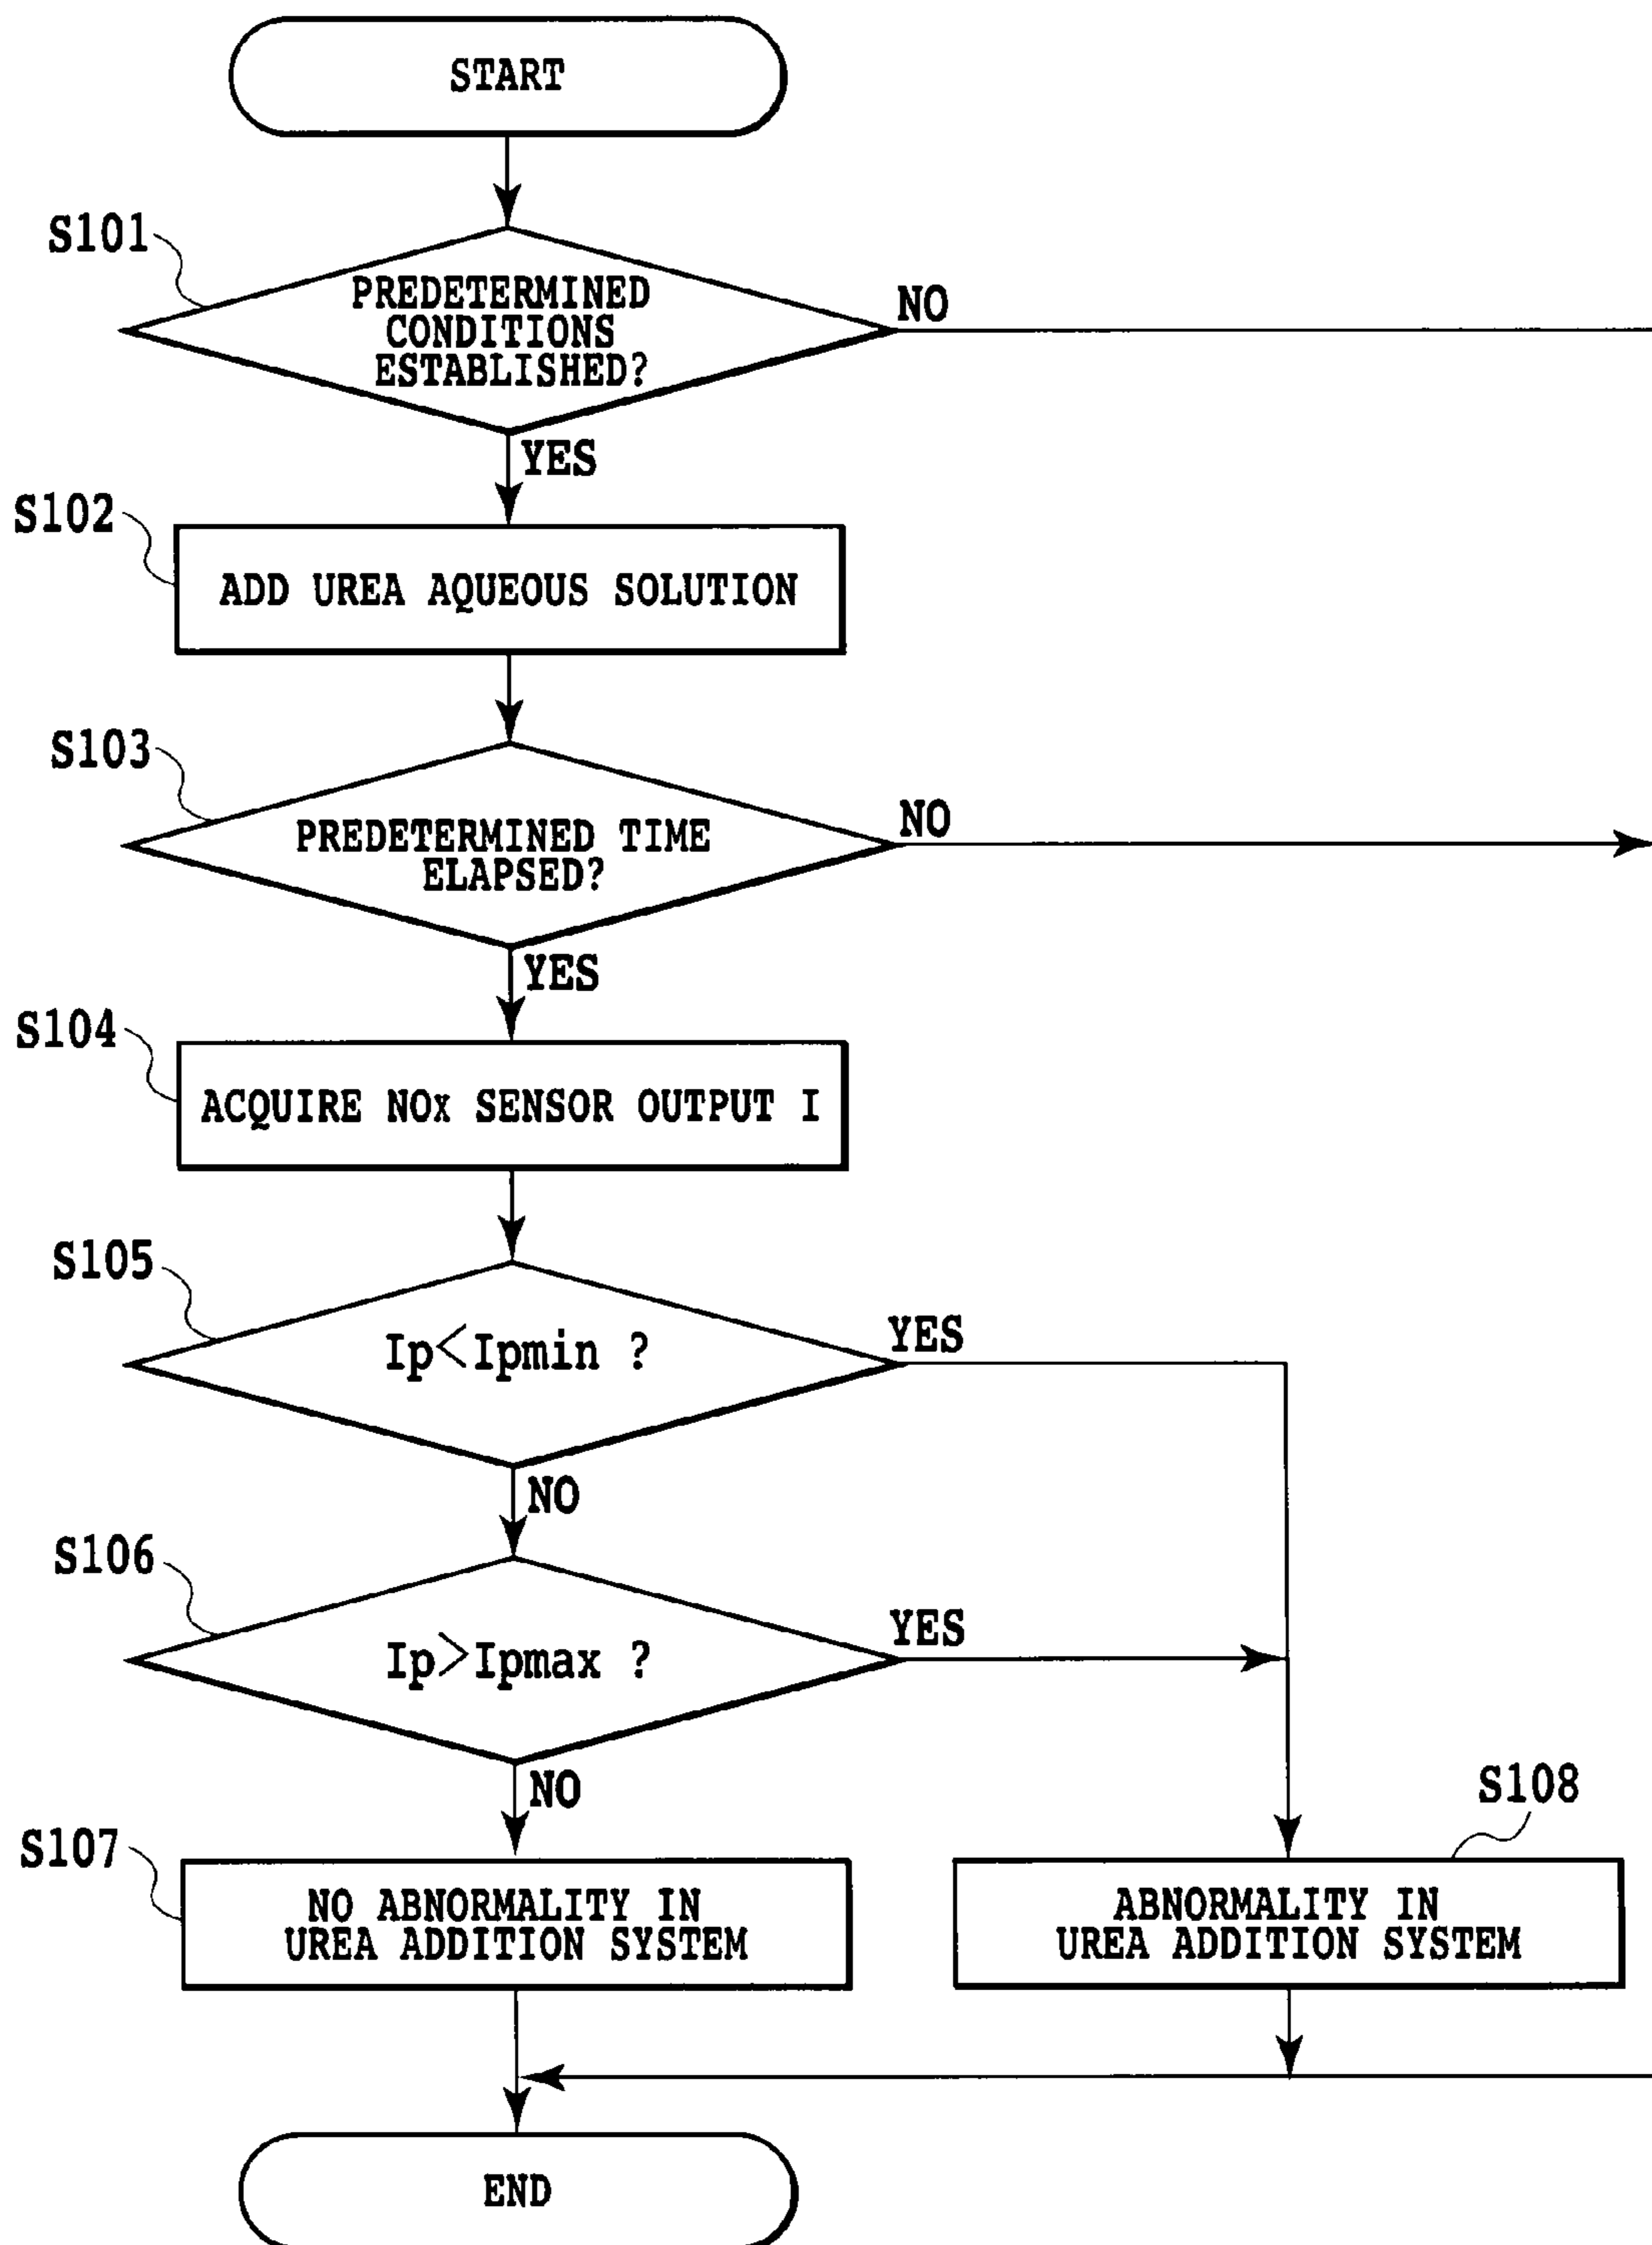 START
S101
PREDETERMINED
CONDITIONS
ESTABLISHED?
NO
YES
S102
ADD UREA AQUEOUS SOLUTION
S103
PREDETERMINED TIME
ELAPSED?
NO
YES
S104
ACQUIRE NOx SENSOR OUTPUT I
S105
Ip<Ipmin ?
YES
NO
S106
Ip>Ipmax ?
YES
NO
S107
NO ABNORMALITY IN
UREA ADDITION SYSTEM
S108
ABNORMALITY IN
UREA ADDITION SYSTEM
END